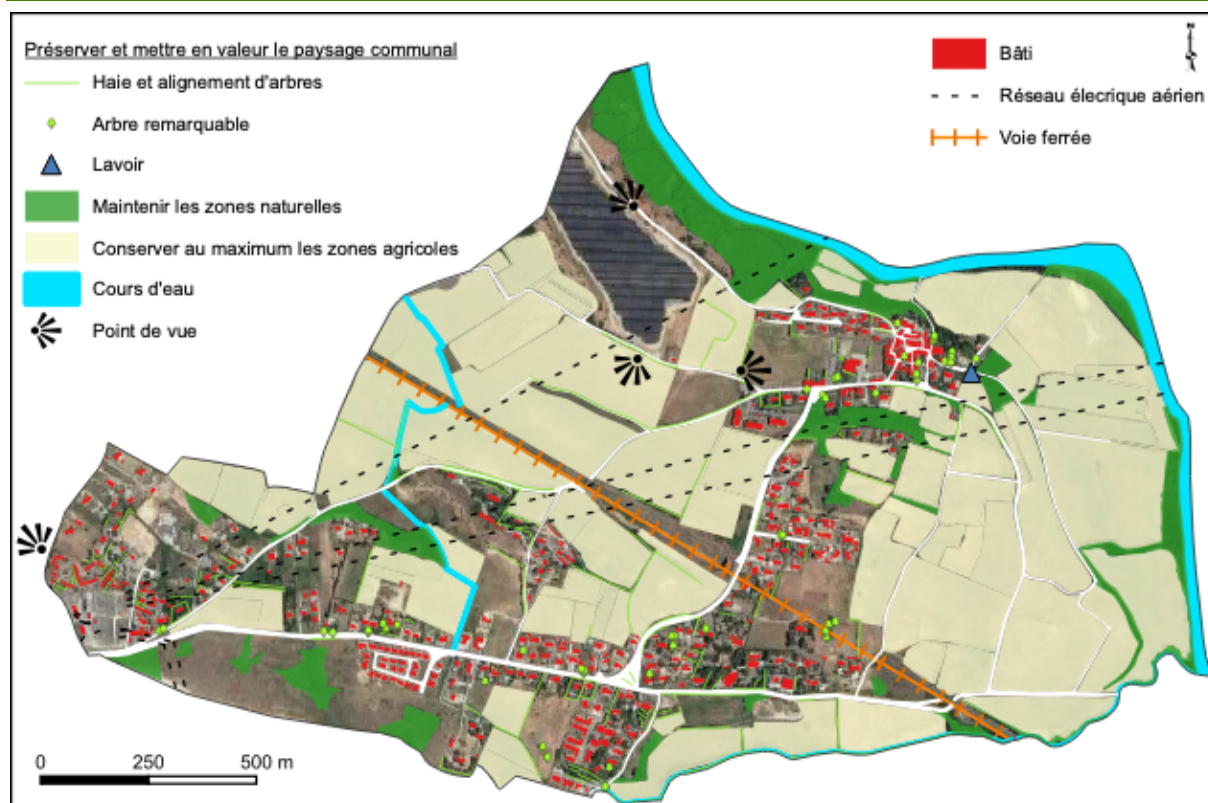 Préserver et mettre en valeur le paysage communal
Haie et alignement d'arbres
Arbre remarquable
Lavoir
Maintenir les zones naturelles
Conserver au maximum les zones agricoles
Cours d'eau
Point de vue
Bâti
Réseau élecrique aérien
Voie ferrée
0 250 500 m